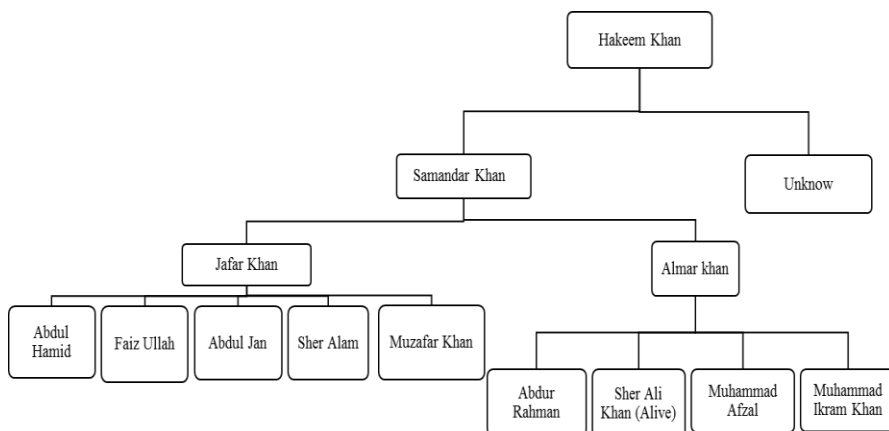 Hakeem Khan
Samandar Khan
Unknow
Jafar Khan
Almar khan
Abdul
Hamid
Faiz Ullah
Abdul Jan
Sher Alam
Muzafar Khan
Abdur
Rahman
Sher Ali
Khan (Alive)
Muhammad
Afzal
Muhammad
Ikram Khan